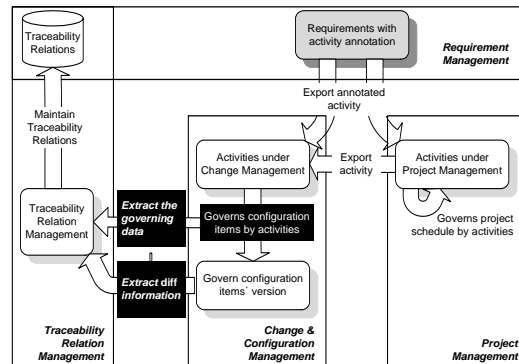 Traceability
Relations
Requirements with
activity annotation
Requirement
Management
Export annotated
activity
Maintain
Traceability
Relations
Activities under
Change Management
Export
activity
Activities under
Project Management
Traceability
Relation
Management
Extract the
governing
data
Governs configuration
items by activities
Governs project
schedule by activities
Extract diff
information
Govern configuration
items´ version
Traceability
Relation
Management
Change &
Configuration
Management
Project
Management